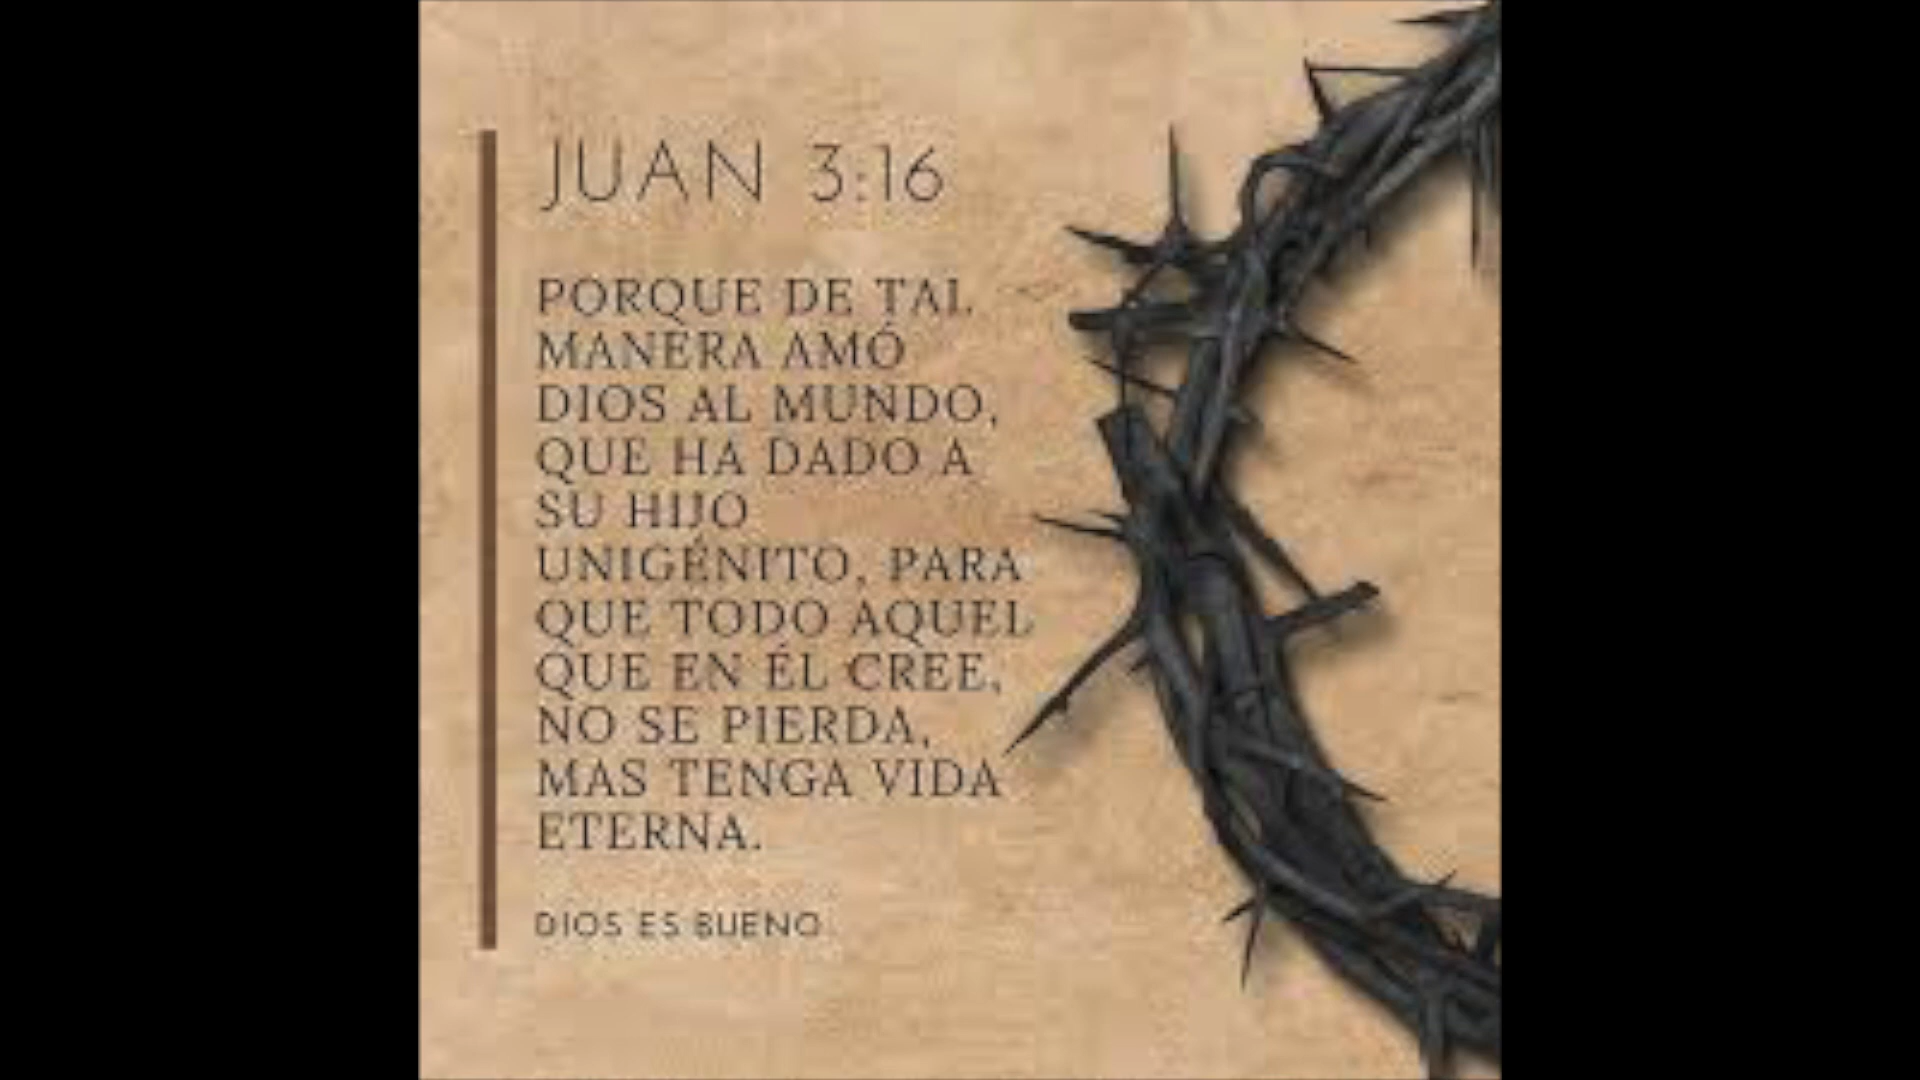 JUAN 3:16
PORQUE DE TAL
MANERA AMÓ
DIOS AL MUNDO,
QUE HA DADO A
SU HIJO
UNIGÉNITO, PARA
QUE TODO AQUEL
QUE EN ÉL CREE,
NO SE PIERDA,
MAS TENGA VIDA
ETERNA.
DIOS ES BUENO